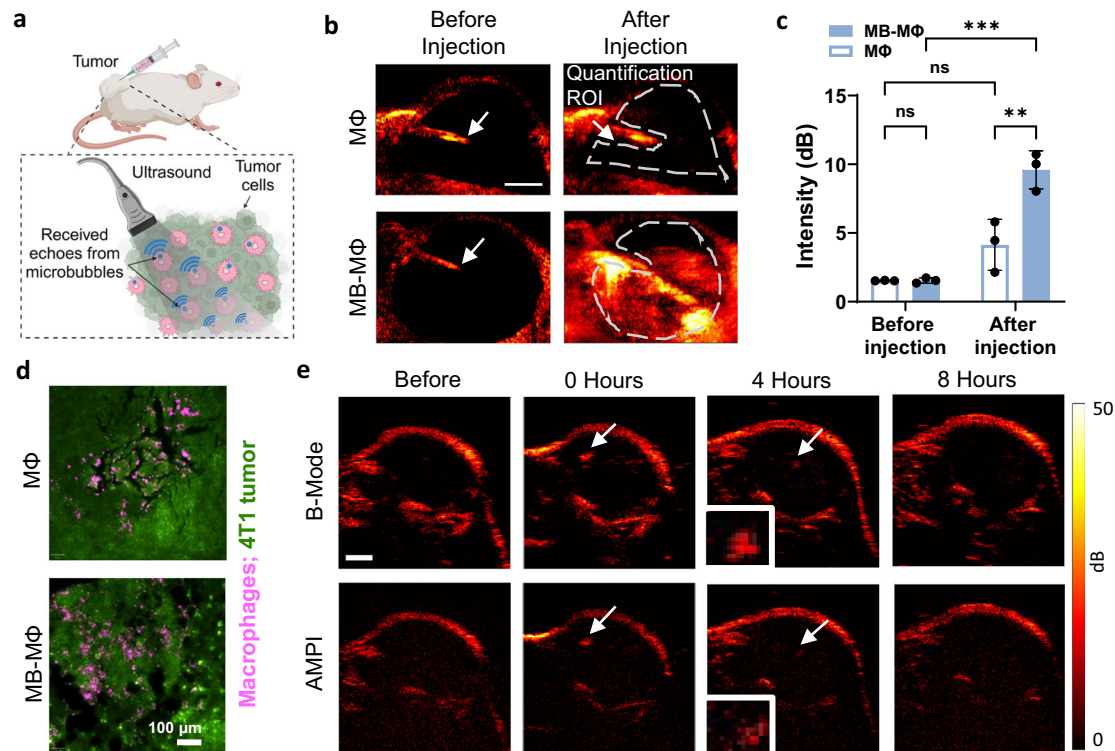 a
Tumor
Ultrasound
Tumor
cells
Received
echoes from
microbubbles
b
Before
Injection
After
Injection
MΦ
Quantification
ROI
MB-MΦ
c
MB-MΦ
MΦ
***
ns
ns
**
Intensity (dB)
15
10
5
0
Before
injection
After
injection
d
MΦ
MB-MΦ
100 µm
Macrophages; 4T1 tumor
e
Before
0 Hours
4 Hours
8 Hours
B-Mode
AMPI
50
dB
0